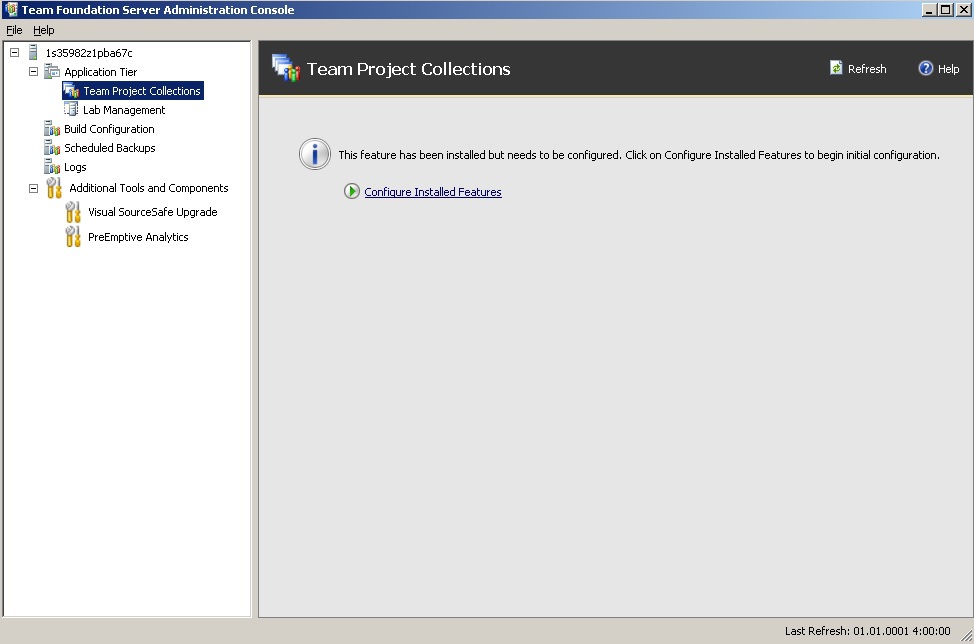 Team Foundation Server Administration Console
File Help
1s35982z1pba67c
Application Tier
Team Project Collections
Lab Management
Build Configuration
Scheduled Backups
Logs
Additional Tools and Components
Visual SourceSafe Upgrade
PreEmptive Analytics
Team Project Collections
Refresh
Help
This feature has been installed but needs to be configured. Click on Configure Installed Features to begin initial configuration.
Configure Installed Features
Last Refresh: 01.01.0001 4:00:00